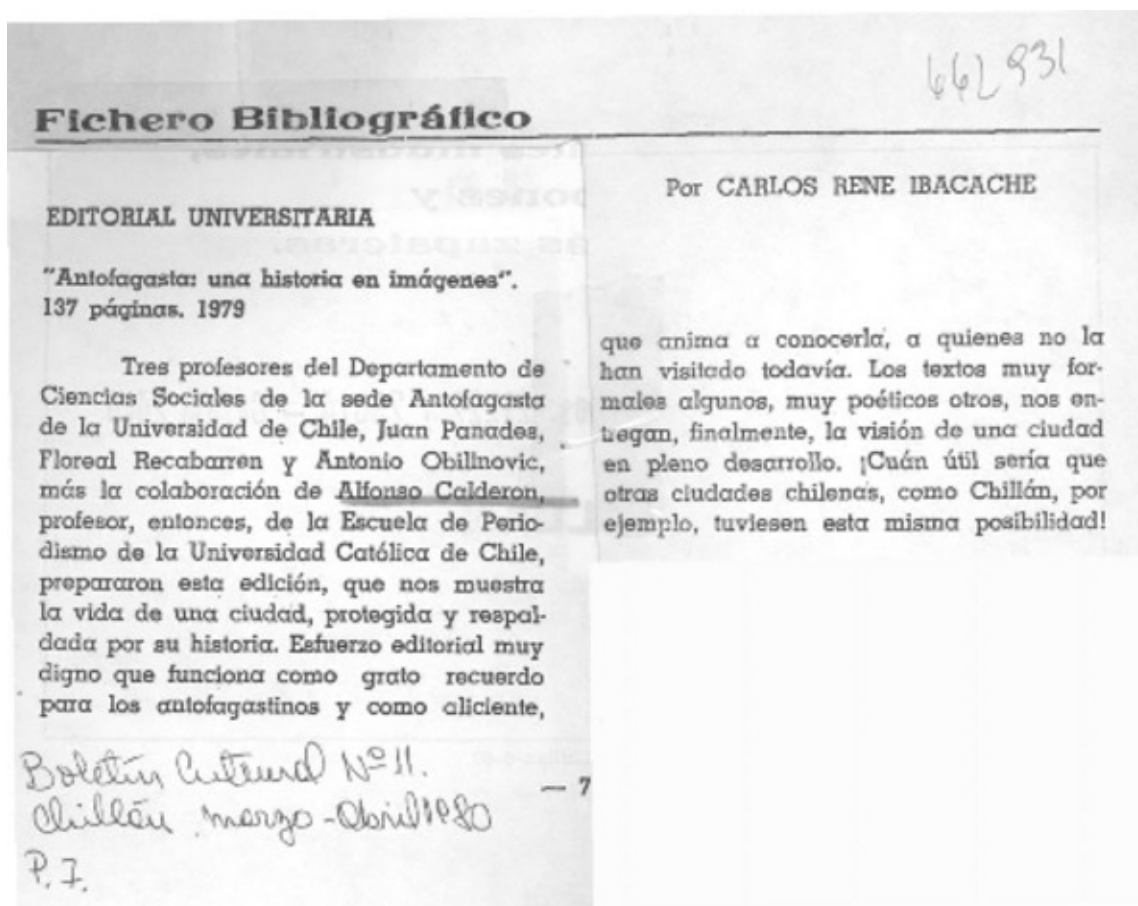 662 931
Fichero Bibliográfico
Por CARLOS RENE IBACACHE
EDITORIAL UNIVERSITARIA
"Antofagasta: una historia en imágenes".
137 páginas. 1979
Tres profesores del Departamento de
Ciencias Sociales de la sede Antofagasta
de la Universidad de Chile, Juan Panades,
Floreal Recabarren y Antonio Obilinovic,
más la colaboración de Alfonso Calderon,
profesor, entonces, de la Escuela de Perio-
dismo de la Universidad Católica de Chile,
prepararon esta edición, que nos muestra
la vida de una ciudad, protegida y respal-
dada por su historia. Esfuerzo editorial muy
digno que funciona como grato recuerdo
para los antofagastinos y como aliciente,
que anima a conocerla, a quienes no la
han visitado todavía. Los textos muy for-
males algunos, muy poéticos otros, nos en-
tregan, finalmente, la visión de una ciudad
en pleno desarrollo. ¡Cuán útil sería que
otras ciudades chilenas, como Chillán, por
ejemplo, tuviesen esta misma posibilidad!
Boletín Cultural Nº 11.
Chillán marzo-Abril 1980
P. 7.
— 7